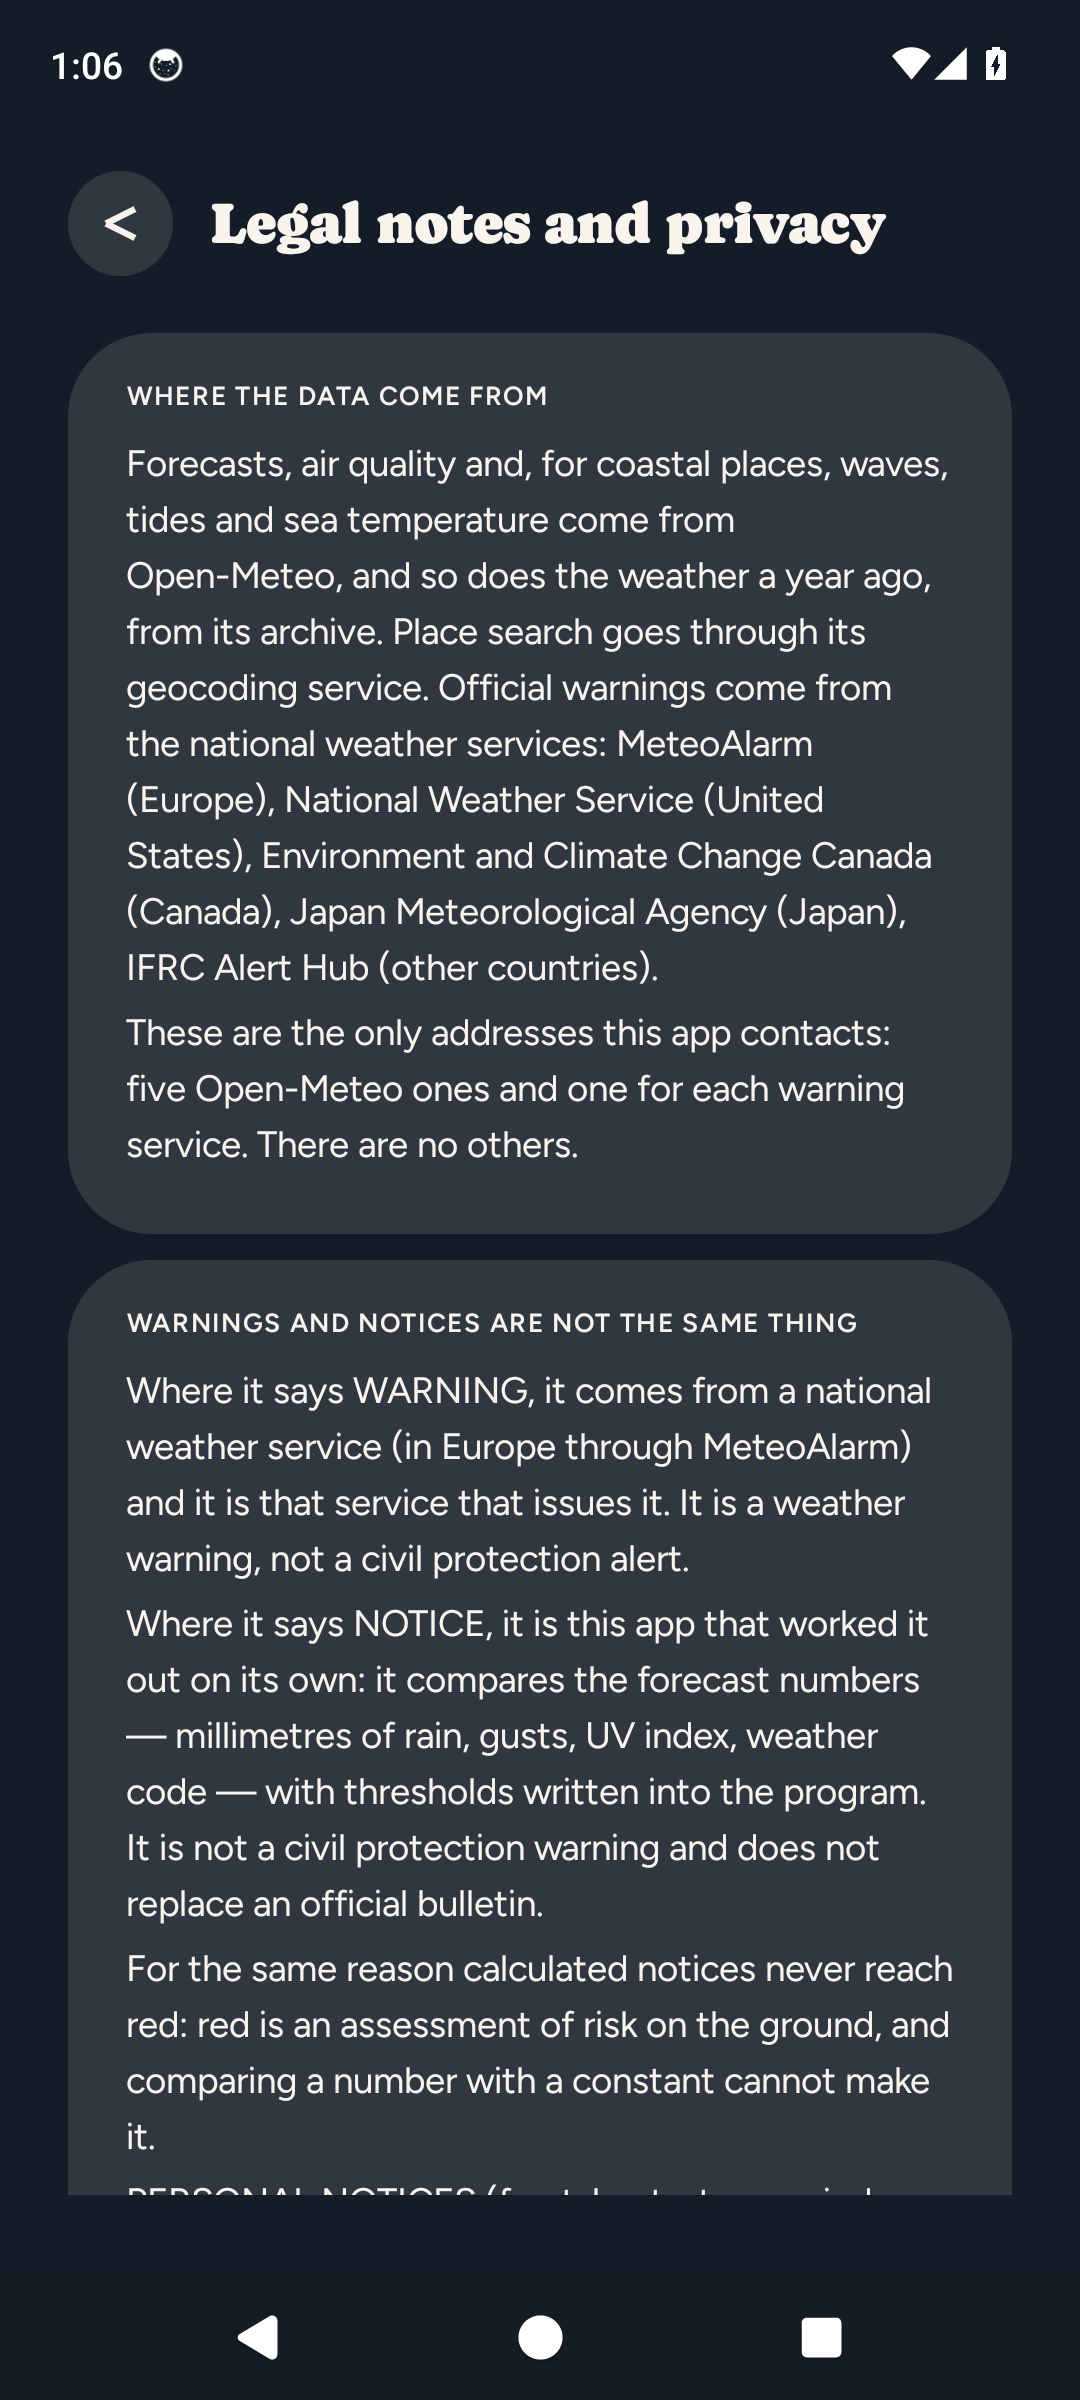 1:06
< Legal notes and privacy
WHERE THE DATA COME FROM
Forecasts, air quality and, for coastal places, waves,
tides and sea temperature come from
Open-Meteo, and so does the weather a year ago,
from its archive. Place search goes through its
geocoding service. Official warnings come from
the national weather services: MeteoAlarm
(Europe), National Weather Service (United
States), Environment and Climate Change Canada
(Canada), Japan Meteorological Agency (Japan),
IFRC Alert Hub (other countries).
These are the only addresses this app contacts:
five Open-Meteo ones and one for each warning
service. There are no others.
WARNINGS AND NOTICES ARE NOT THE SAME THING
Where it says WARNING, it comes from a national
weather service (in Europe through MeteoAlarm)
and it is that service that issues it. It is a weather
warning, not a civil protection alert.
Where it says NOTICE, it is this app that worked it
out on its own: it compares the forecast numbers
— millimetres of rain, gusts, UV index, weather
code — with thresholds written into the program.
It is not a civil protection warning and does not
replace an official bulletin.
For the same reason calculated notices never reach
red: red is an assessment of risk on the ground, and
comparing a number with a constant cannot make
it.
PERSONAL NOTICES